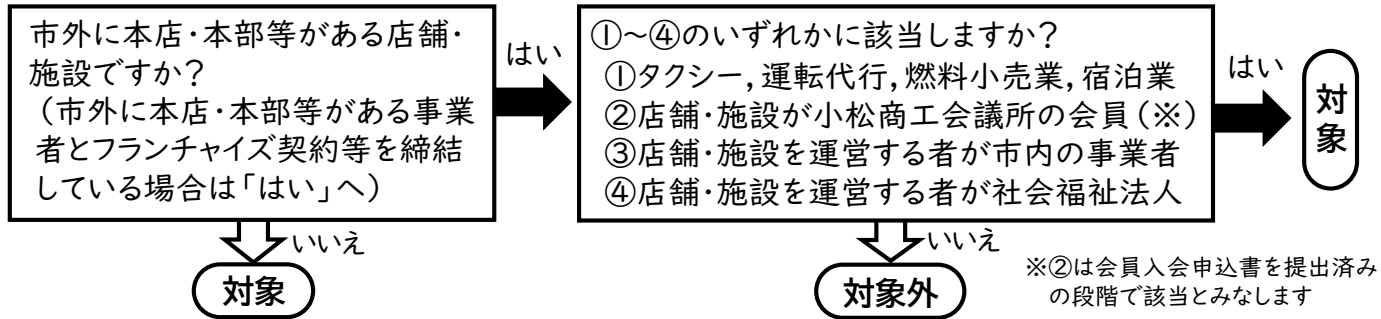 市外に本店・本部等がある店舗・
施設ですか？
（市外に本店・本部等がある事業
者とフランチャイズ契約等を締結
している場合は「はい」へ）
はい
いいえ
対象
①～④のいずれかに該当しますか？
①タクシー，運転代行，燃料小売業，宿泊業
②店舗・施設が小松商工会議所の会員（※）
③店舗・施設を運営する者が市内の事業者
④店舗・施設を運営する者が社会福祉法人
はい
対象
いいえ
対象外
※②は会員入会申込書を提出済み
の段階で該当とみなします